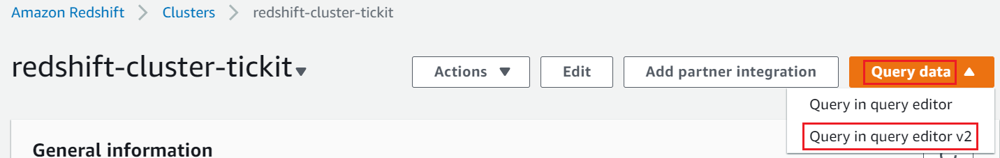 Amazon Redshift > Clusters > redshift-cluster-tickit
redshift-cluster-tickit
Actions
Edit
Add partner integration
Query data
Query in query editor
Query in query editor v2
General information